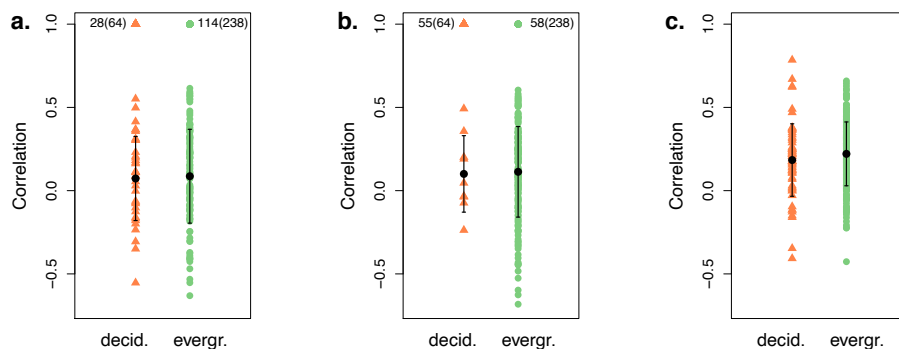 a.
28(64)
114(238)
Correlation
1.0
0.5
0.0
−0.5
decid.
evergr.
b.
55(64)
58(238)
Correlation
1.0
0.5
0.0
−0.5
decid.
evergr.
c.
Correlation
1.0
0.5
0.0
−0.5
decid.
evergr.